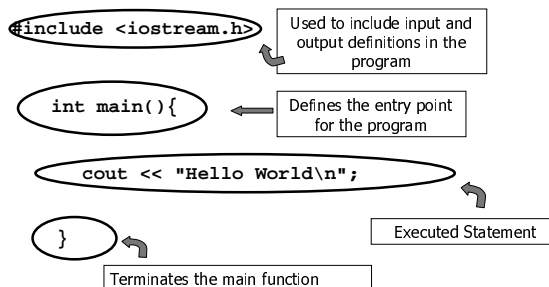 #include <iostream.h>
Used to include input and
output definitions in the
program
int main(){
Defines the entry point
for the program
cout << "Hello World\n";
Executed Statement
}
Terminates the main function